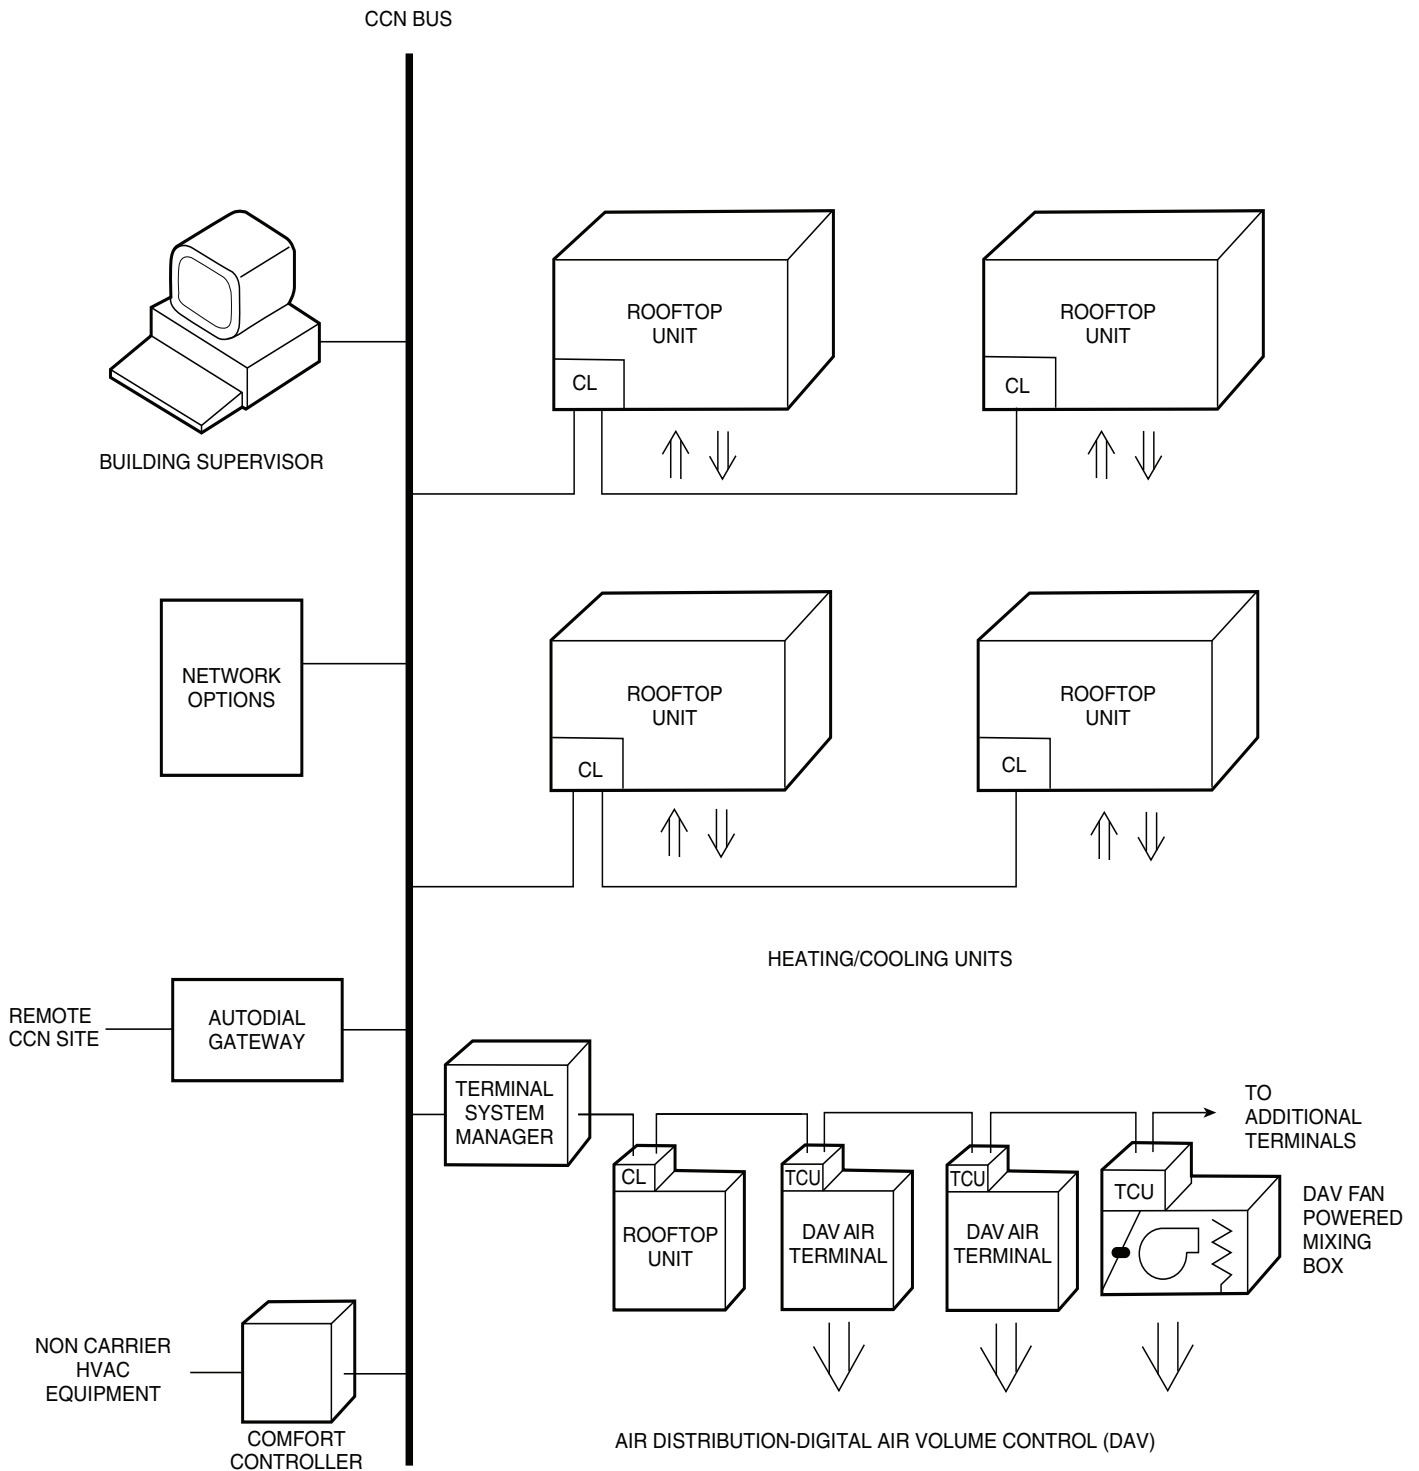 CCN BUS
ROOFTOP
UNIT
CL
ROOFTOP
UNIT
CL
BUILDING SUPERVISOR
NETWORK
OPTIONS
ROOFTOP
UNIT
CL
ROOFTOP
UNIT
CL
HEATING/COOLING UNITS
REMOTE
CCN SITE
AUTODIAL
GATEWAY
TERMINAL
SYSTEM
MANAGER
CL
ROOFTOP
UNIT
TCU
DAV AIR
TERMINAL
TCU
DAV AIR
TERMINAL
TCU
TO
ADDITIONAL
TERMINALS
DAV FAN
POWERED
MIXING
BOX
NON CARRIER
HVAC
EQUIPMENT
COMFORT
CONTROLLER
AIR DISTRIBUTION-DIGITAL AIR VOLUME CONTROL (DAV)